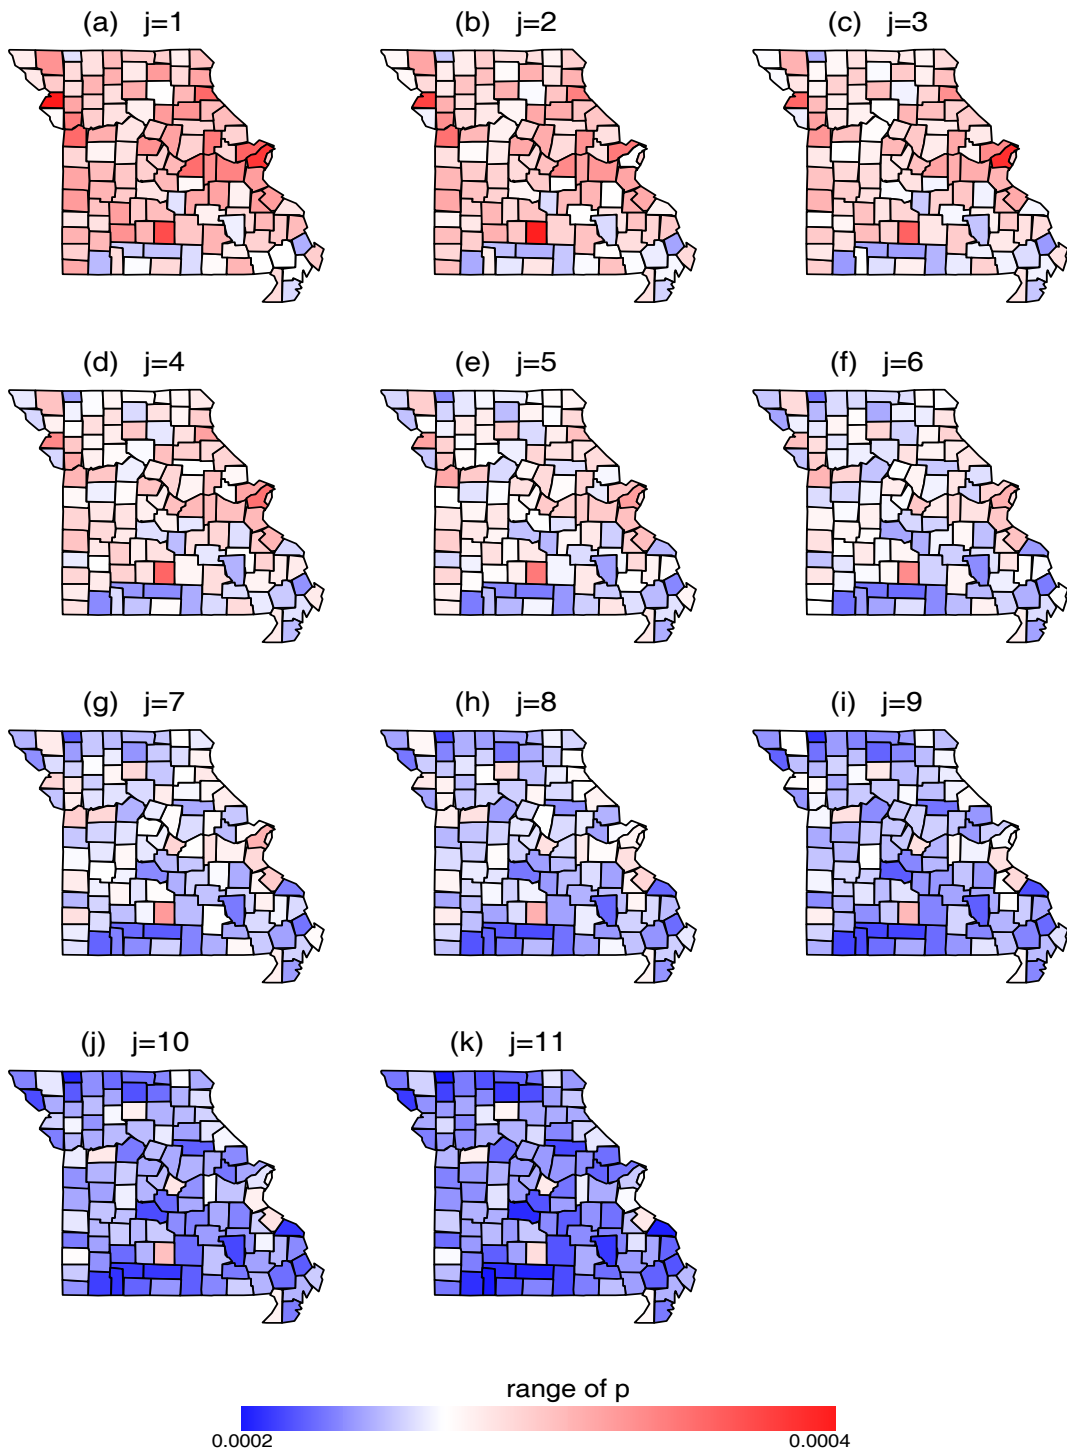 (a) j=1
(b) j=2
(c) j=3
(d) j=4
(e) j=5
(f) j=6
(g) j=7
(h) j=8
(i) j=9
(j) j=10
(k) j=11
range of p
0.0002
0.0004